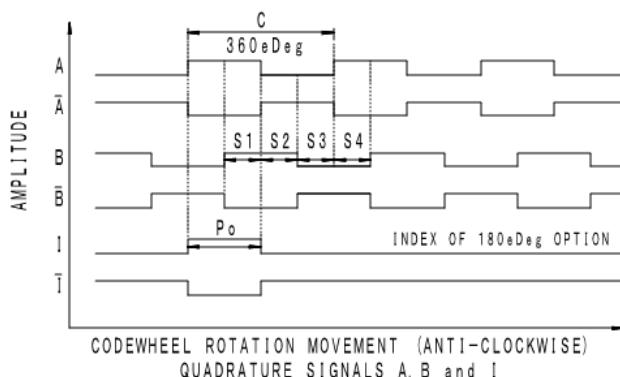 C
360eDeg
A
A̅
S1 S2 S3 S4
B
B̅
Po
I
INDEX OF 180eDeg OPTION
I̅
AMPLITUDE
CODEWHEEL ROTATION MOVEMENT (ANTI-CLOCKWISE)
QUADRATURE SIGNALS A, B and I